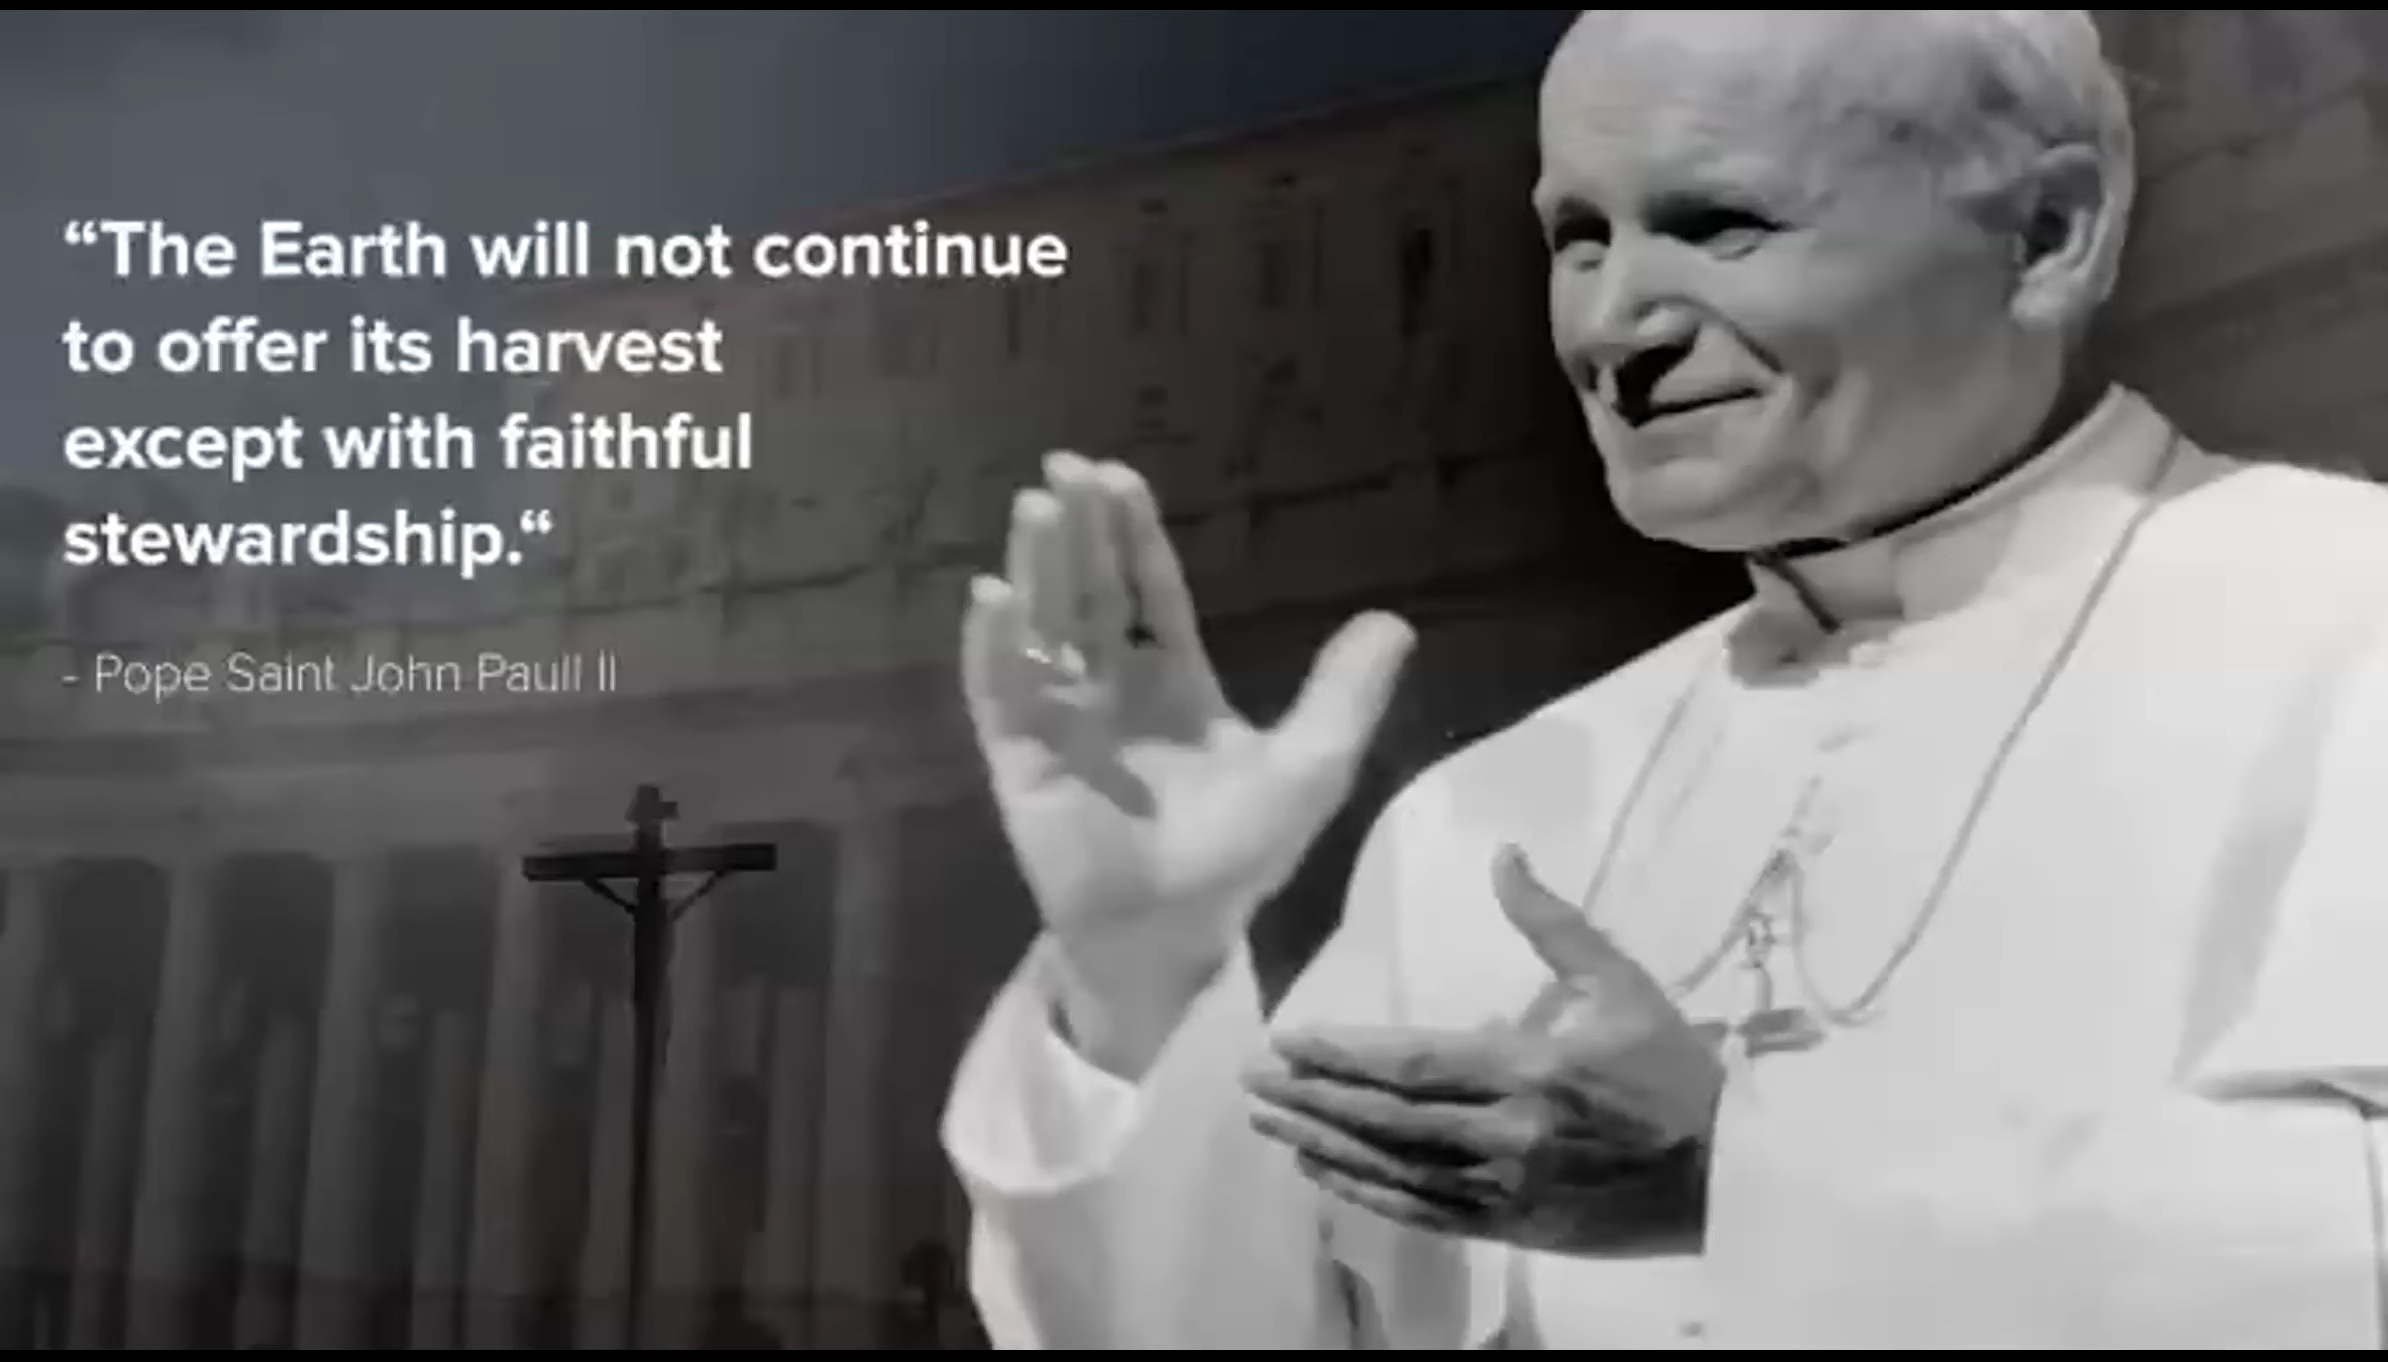 “The Earth will not continue
to offer its harvest
except with faithful
stewardship.“
- Pope Saint John Paull II